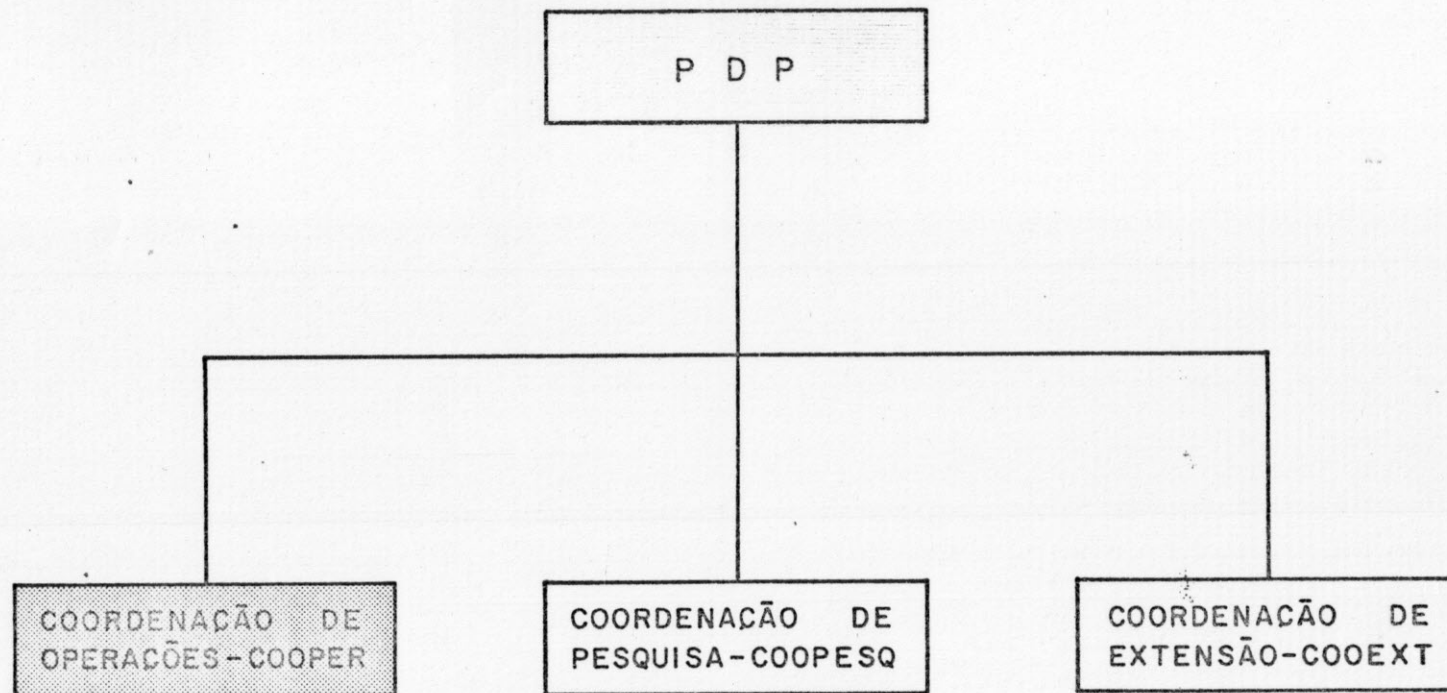 P D P
COORDENAÇÃO DE
OPERAÇÕES-COOPER
COORDENAÇÃO DE
PESQUISA-COOPESQ
COORDENAÇÃO DE
EXTENSÃO-COOEXT